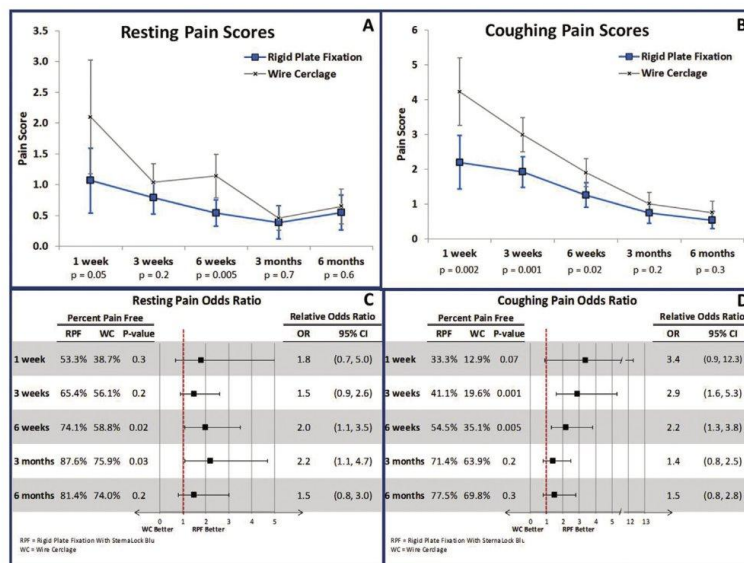 Resting Pain Scores
A
Rigid Plate Fixation
Wire Cerclage
Pain Score
3.5
3.0
2.5
2.0
1.5
1.0
0.5
0.0
1 week 3 weeks 6 weeks 3 months 6 months
p = 0.05 p = 0.2 p = 0.005 p = 0.7 p = 0.6
Coughing Pain Scores
B
Rigid Plate Fixation
Wire Cerclage
Pain Score
6
5
4
3
2
1
0
1 week 3 weeks 6 weeks 3 months 6 months
p = 0.002 p = 0.001 p = 0.02 p = 0.2 p = 0.3
Resting Pain Odds Ratio
C
Percent Pain Free Relative Odds Ratio
RPF WC P-value OR 95% CI
1 week 53.3% 38.7% 0.3 1.8 (0.7, 5.0)
3 weeks 65.4% 56.1% 0.2 1.5 (0.9, 2.6)
6 weeks 74.1% 58.8% 0.02 2.0 (1.1, 3.5)
3 months 87.6% 75.9% 0.03 2.2 (1.1, 4.7)
6 months 81.4% 74.0% 0.2 1.5 (0.8, 3.0)
0 1 2 3 4 5
WC Better RPF Better
RPF = Rigid Plate Fixation With SternaLock Blu
WC = Wire Cerclage
Coughing Pain Odds Ratio
D
Percent Pain Free Relative Odds Ratio
RPF WC P-value OR 95% CI
1 week 33.3% 12.9% 0.07 3.4 (0.9, 12.3)
3 weeks 41.1% 19.6% 0.001 2.9 (1.6, 5.3)
6 weeks 54.5% 35.1% 0.005 2.2 (1.3, 3.8)
3 months 71.4% 63.9% 0.2 1.4 (0.8, 2.5)
6 months 77.5% 69.8% 0.3 1.5 (0.8, 2.8)
0 1 2 3 4 5 12 13
WC Better RPF Better
RPF = Rigid Plate Fixation With SternaLock Blu
WC = Wire Cerclage